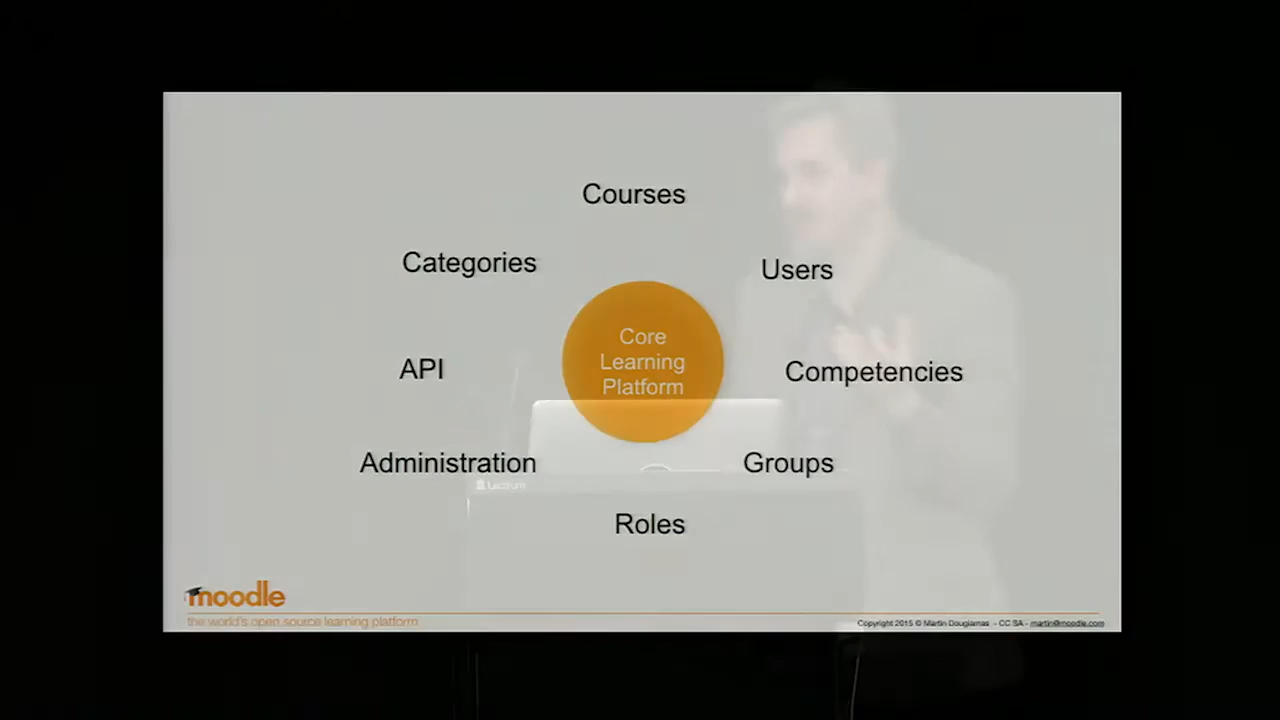 Courses
Categories
Users
Core
Learning
Platform
API
Competencies
Administration
Groups
Lectrum
Roles
moodle
the world's open source learning platform
Copyright 2015 © Martin Dougiamas - CC SA - martin@moodle.com